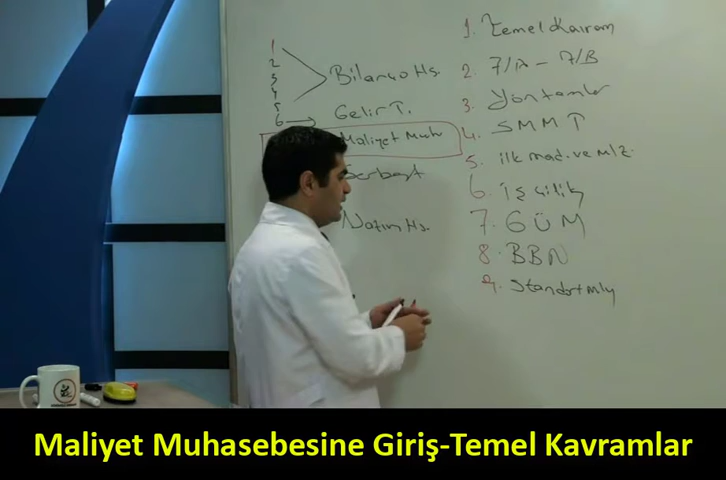 1
2
3
4
5
6 → Bilanço Hs.
Gelir T.
Maliyet Muh
Serbest
Nazım Hs.
1. Temel Kavram
2. 7/A - 7/B
3. Yöntemler
4. SMMT
5. ilk mad. ve mlz.
6. işçilik
7. GÜM
8. BBN
9. Standart mly
Maliyet Muhasebesine Giriş-Temel Kavramlar